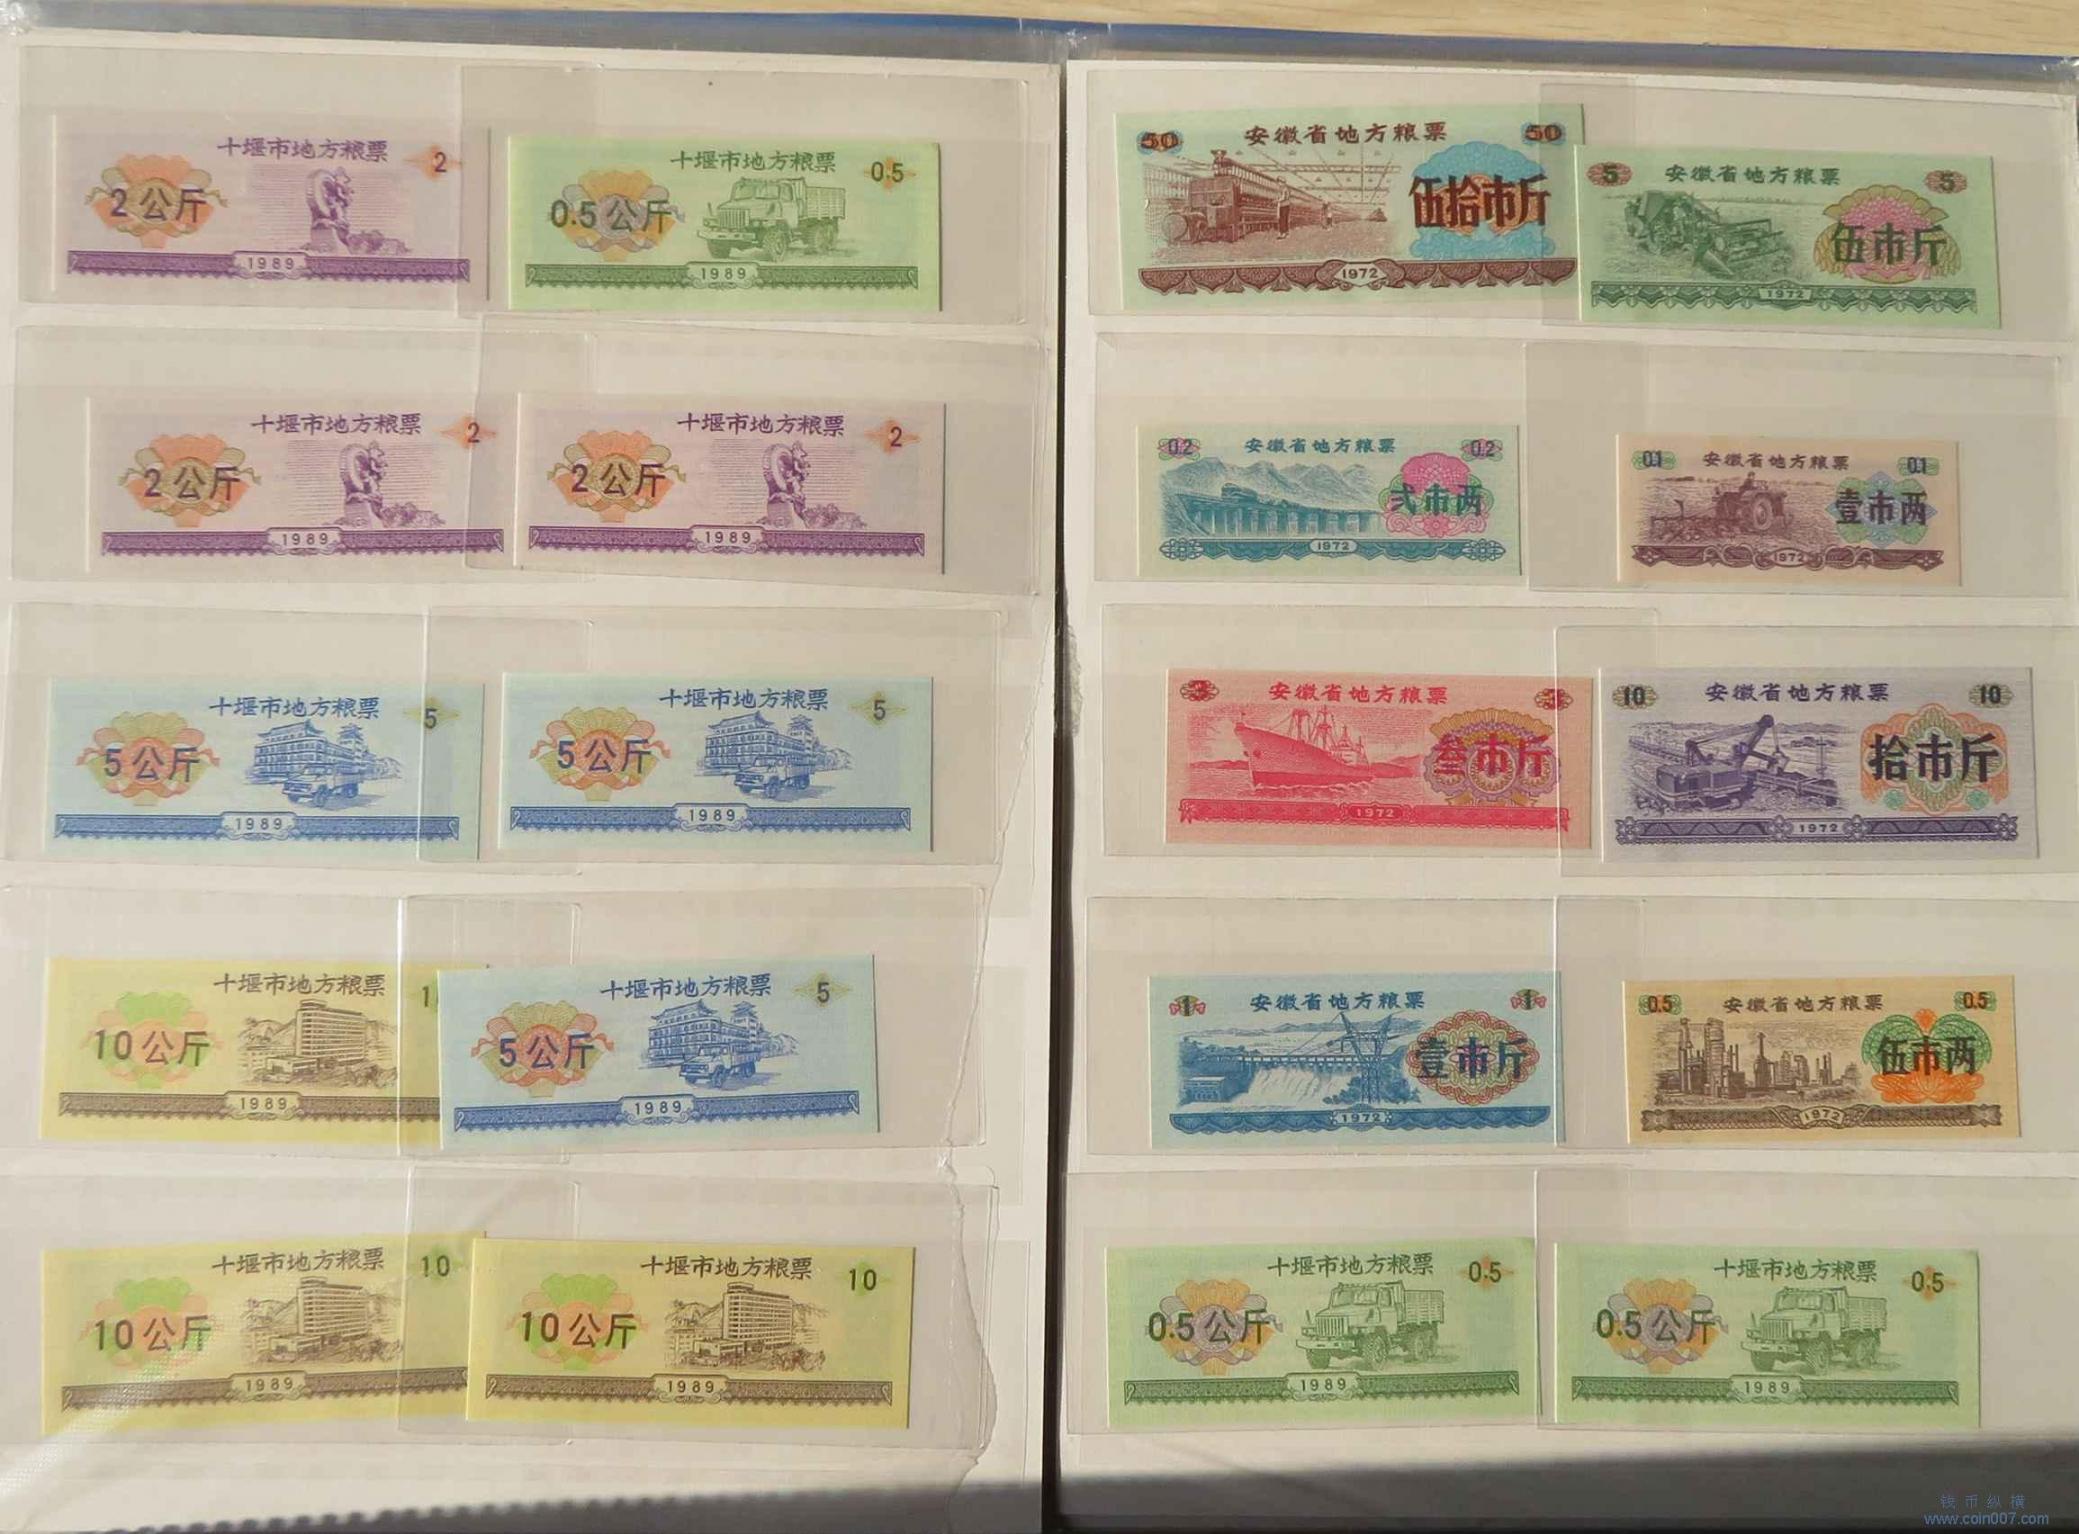 十堰市地方粮票
2
2公斤
1989
十堰市地方粮票
0.5
0.5公斤
1989
十堰市地方粮票
2
2公斤
1989
十堰市地方粮票
2
2公斤
1989
十堰市地方粮票
5
5公斤
1989
十堰市地方粮票
5
5公斤
1989
十堰市地方粮票
1
10公斤
1989
十堰市地方粮票
5
5公斤
1989
十堰市地方粮票
10
10公斤
1989
十堰市地方粮票
10
10公斤
1989
50 安徽省地方粮票 50
伍拾市斤
1972
5 安徽省地方粮票 5
伍市斤
1972
0.2 安徽省地方粮票 0.2
弍市两
1972
0.1 安徽省地方粮票 0.1
壹市两
1972
3 安徽省地方粮票 3
叁市斤
1972
10 安徽省地方粮票 10
拾市斤
1972
1 安徽省地方粮票 1
壹市斤
1972
0.5 安徽省地方粮票 0.5
伍市两
1972
十堰市地方粮票
0.5
0.5公斤
1989
十堰市地方粮票
0.5
0.5公斤
1989
钱币纵横
www.coin007.com